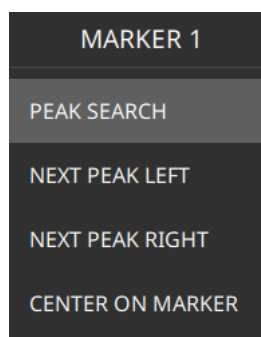 MARKER 1
PEAK SEARCH
NEXT PEAK LEFT
NEXT PEAK RIGHT
CENTER ON MARKER